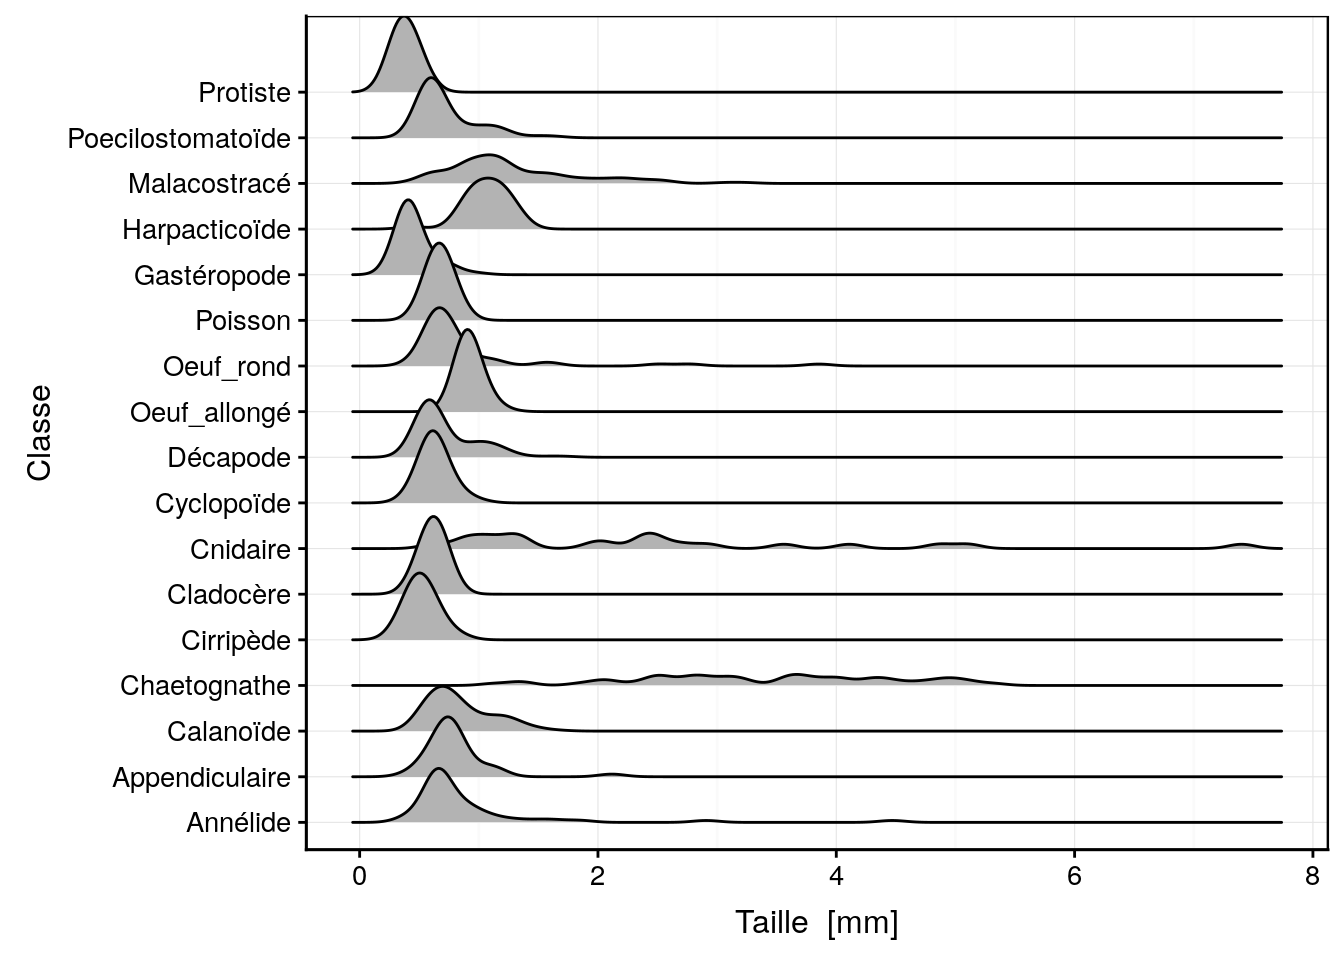 Protiste
Poecilostomatoïde
Malacostracé
Harpacticoïde
Gastéropode
Poisson
Oeuf_rond
Oeuf_allongé
Décapode
Cyclopoïde
Cnidaire
Cladocère
Cirripède
Chaetognathe
Calanoïde
Appendiculaire
Annélide
Classe
0 2 4 6 8
Taille [mm]